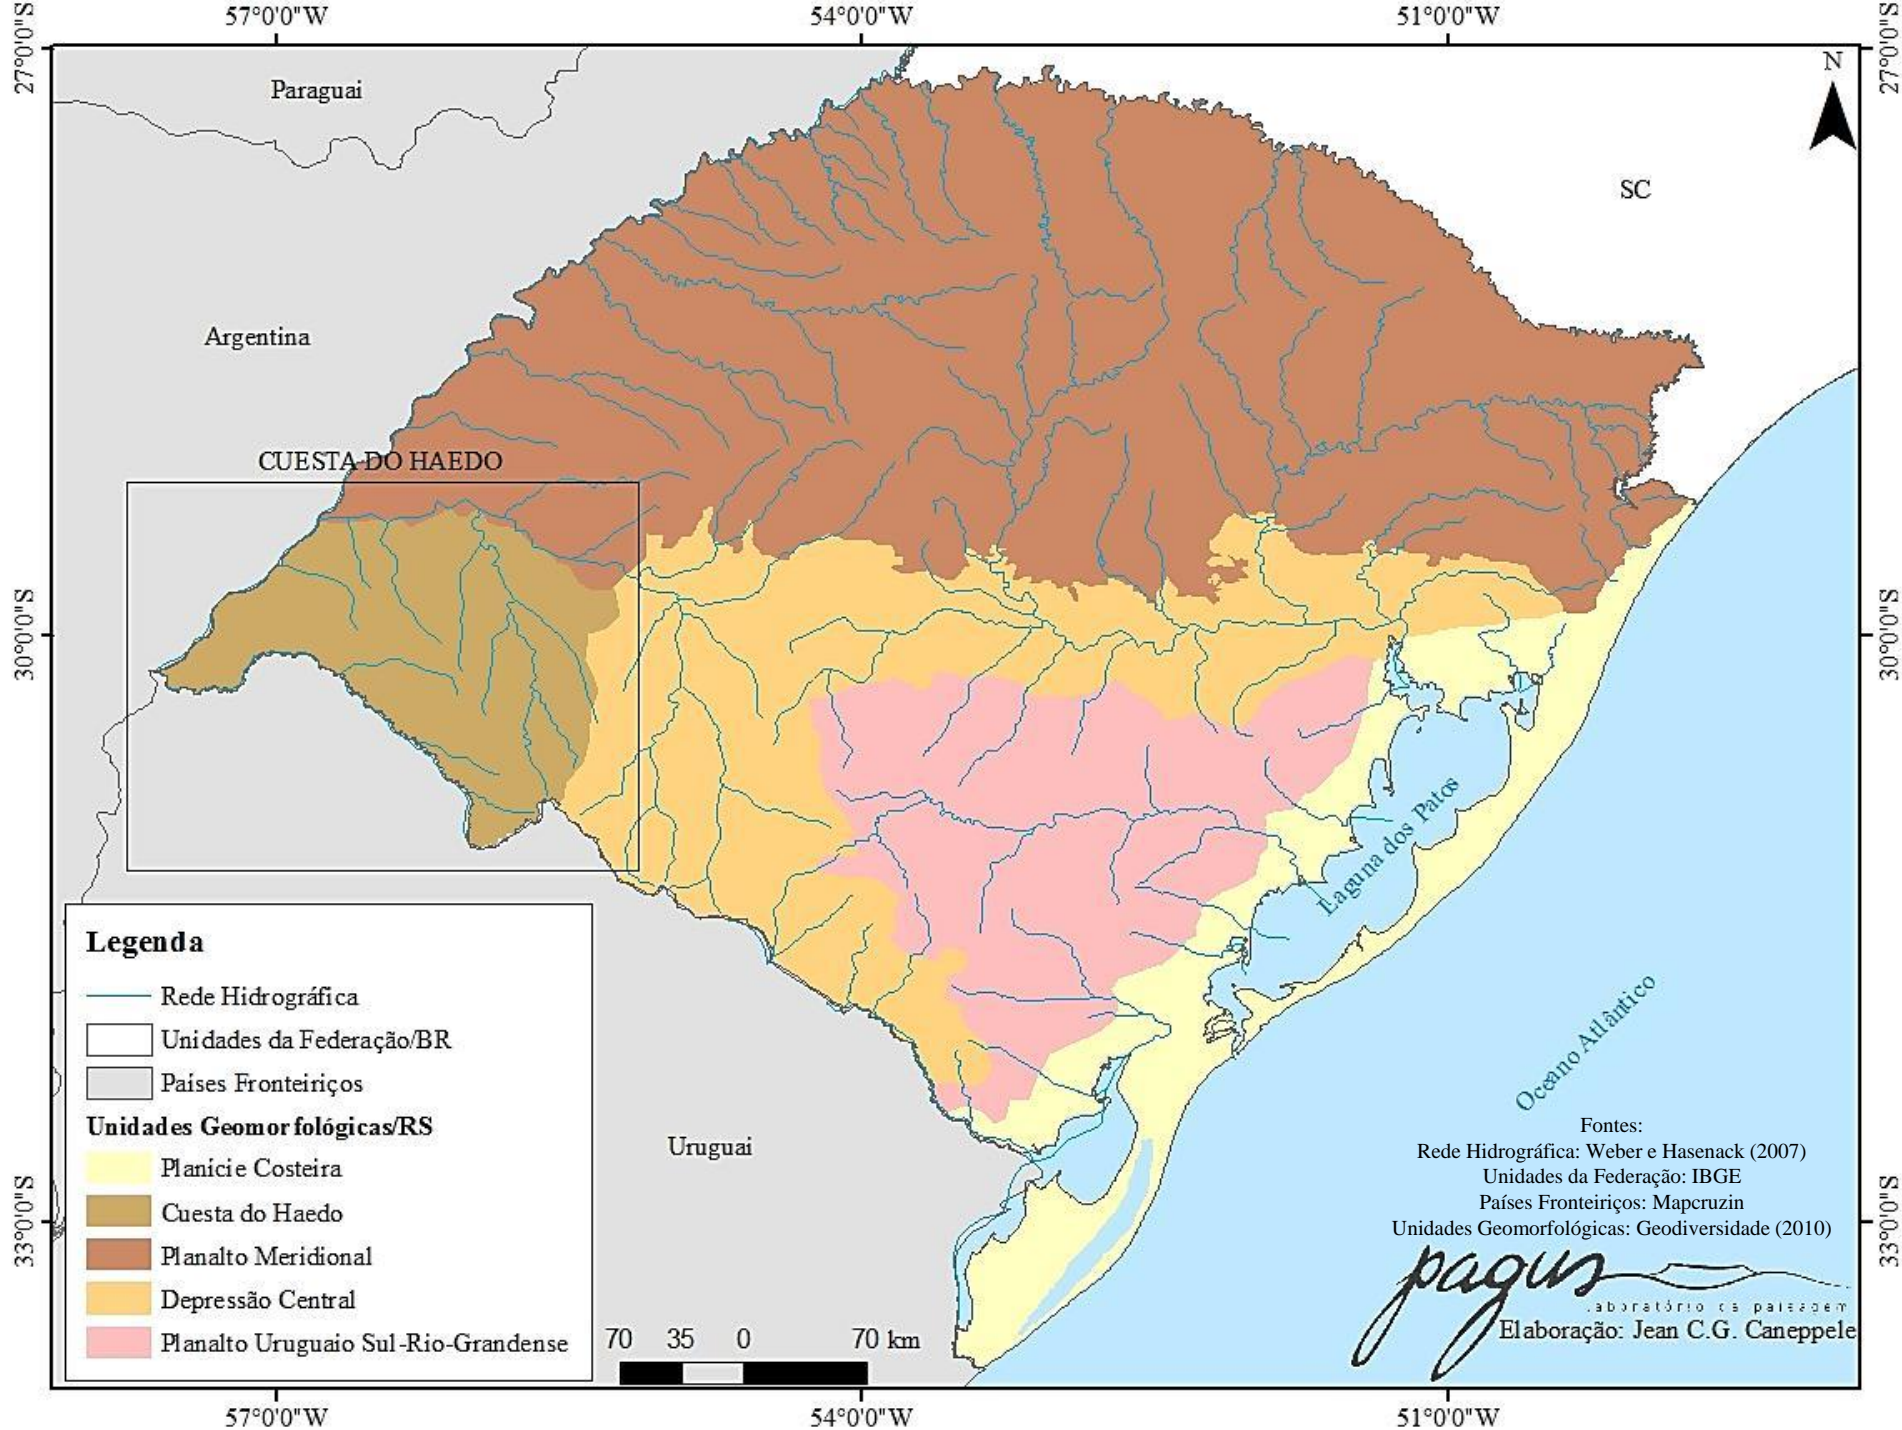 57°0'0"W
54°0'0"W
51°0'0"W
27°0'0"S
27°0'0"S
N
Paraguai
SC
Argentina
CUESTA DO HAEDO
30°0'0"S
30°0'0"S
Laguna dos Patos
Oceano Atlântico
Uruguai
Legenda
Rede Hidrográfica
Unidades da Federação/BR
Países Fronteiriços
Unidades Geomorfológicas/RS
Planície Costeira
Cuesta do Haedo
Planalto Meridional
Depressão Central
Planalto Uruguaio Sul-Rio-Grandense
33°0'0"S
33°0'0"S
70 35 0 70 km
Fontes:
Rede Hidrográfica: Weber e Hasenack (2007)
Unidades da Federação: IBGE
Países Fronteiriços: Mapcruzin
Unidades Geomorfológicas: Geodiversidade (2010)
pagus
laboratório da paisagem
Elaboração: Jean C.G. Caneppele
57°0'0"W
54°0'0"W
51°0'0"W